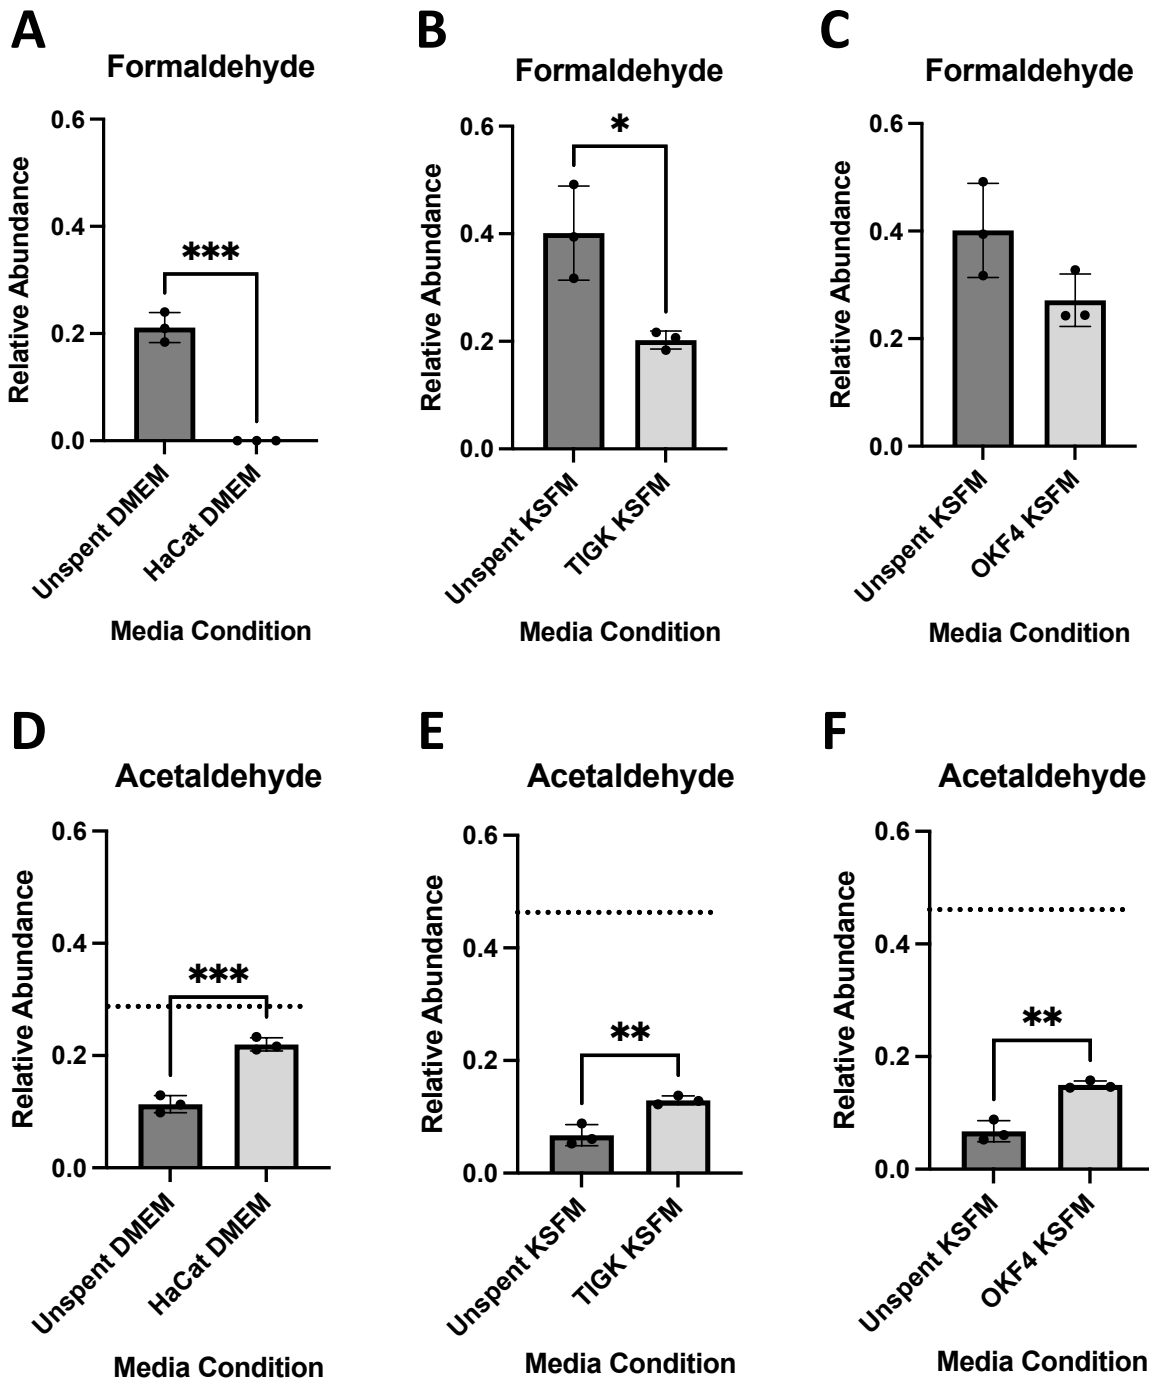 A
Formaldehyde
Relative Abundance
0.6
0.4
0.2
0.0
***
Unspent DMEM
HaCat DMEM
Media Condition
B
Formaldehyde
Relative Abundance
0.6
0.4
0.2
0.0
*
Unspent KSFM
TIGK KSFM
Media Condition
C
Formaldehyde
Relative Abundance
0.6
0.4
0.2
0.0
Unspent KSFM
OKF4 KSFM
Media Condition
D
Acetaldehyde
Relative Abundance
0.6
0.4
0.2
0.0
***
Unspent DMEM
HaCat DMEM
Media Condition
E
Acetaldehyde
Relative Abundance
0.6
0.4
0.2
0.0
**
Unspent KSFM
TIGK KSFM
Media Condition
F
Acetaldehyde
Relative Abundance
0.6
0.4
0.2
0.0
**
Unspent KSFM
OKF4 KSFM
Media Condition